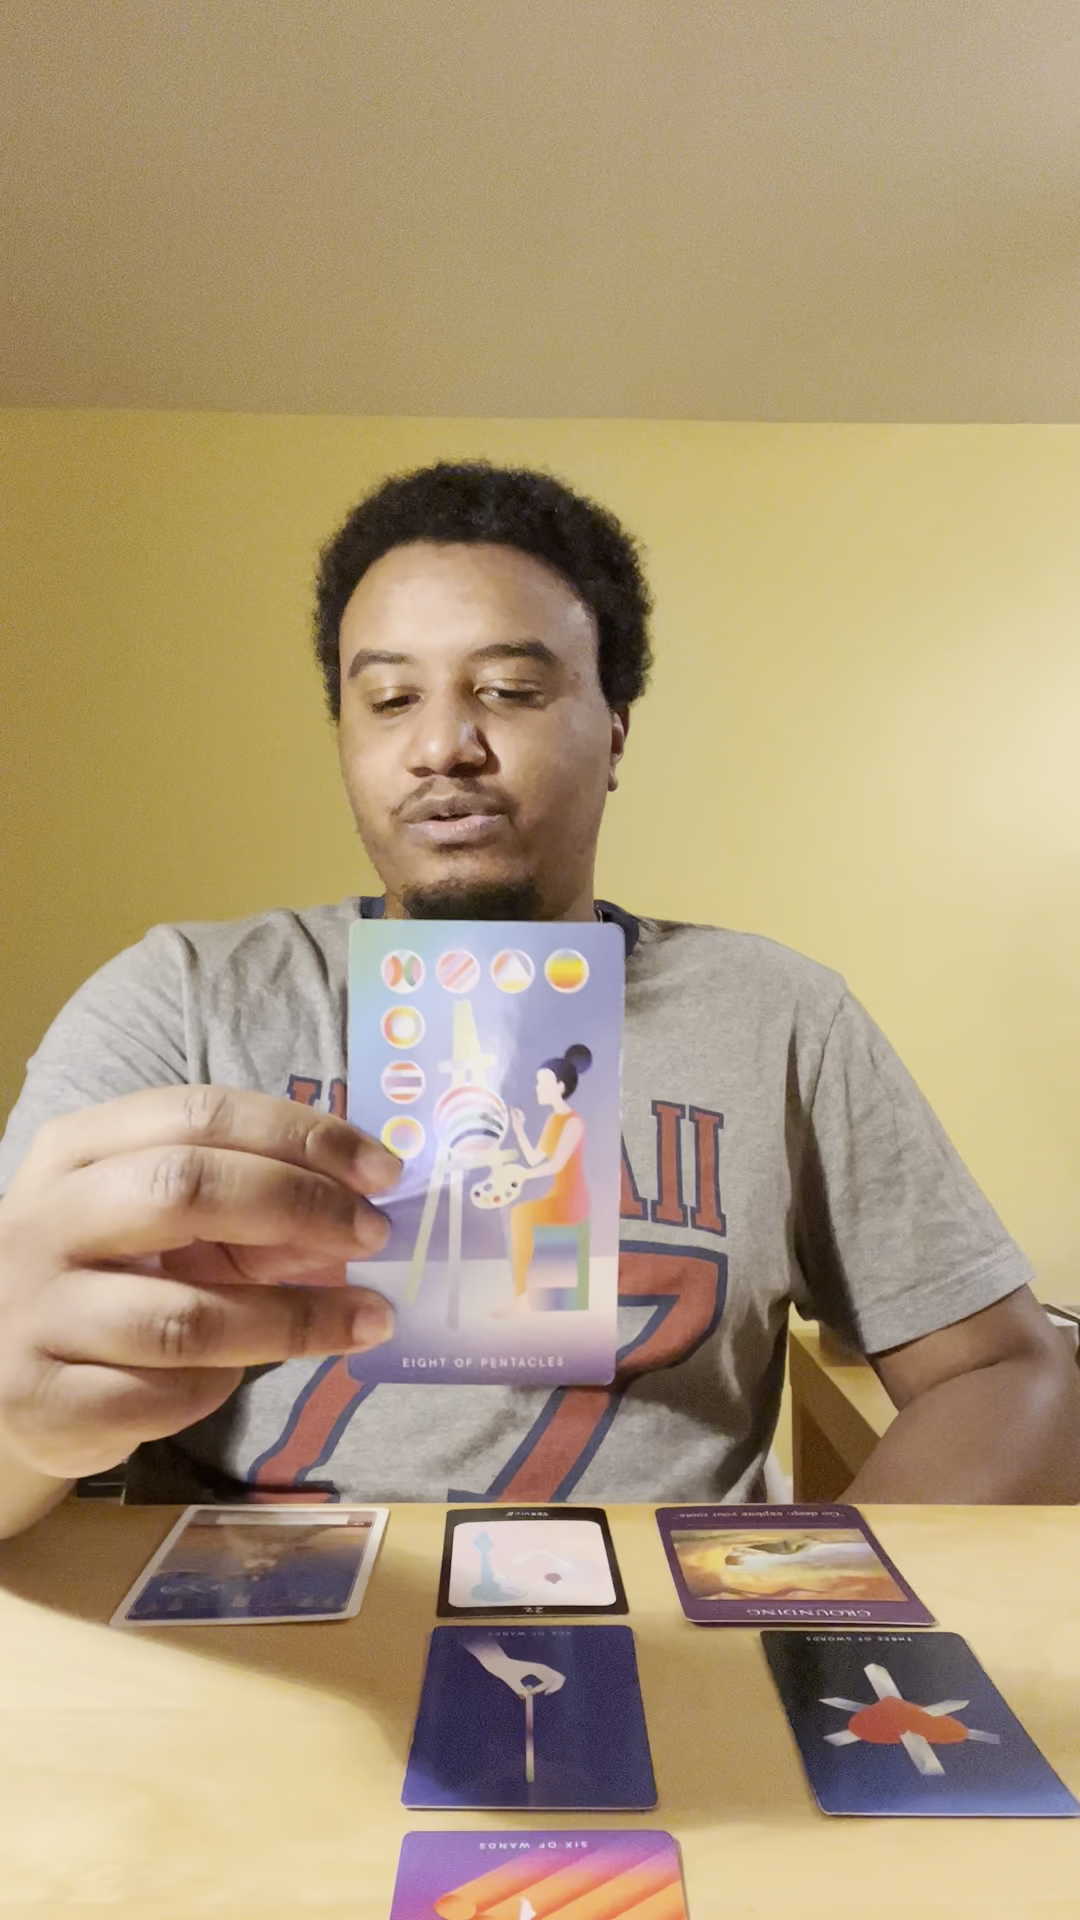 EIGHT OF PENTACLES
SERVICE
22
"Go deep; explore your roots."
GROUNDING
ACE OF WANDS
THREE OF SWORDS
SIX OF WANDS